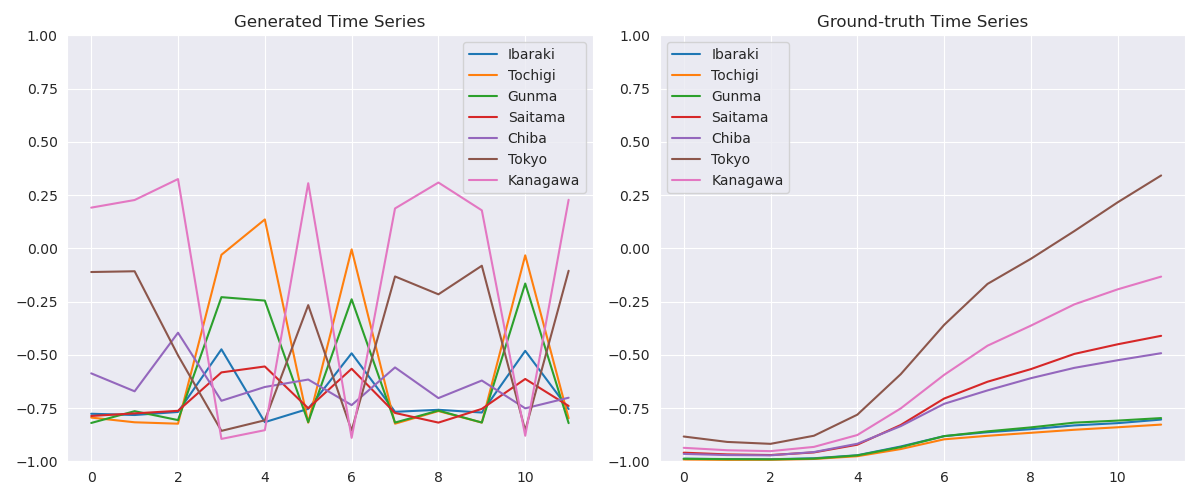 Generated Time Series
1.00
0.75
0.50
0.25
0.00
−0.25
−0.50
−0.75
−1.00
0 2 4 6 8 10
Ibaraki
Tochigi
Gunma
Saitama
Chiba
Tokyo
Kanagawa
Ground-truth Time Series
1.00
0.75
0.50
0.25
0.00
−0.25
−0.50
−0.75
−1.00
0 2 4 6 8 10
Ibaraki
Tochigi
Gunma
Saitama
Chiba
Tokyo
Kanagawa